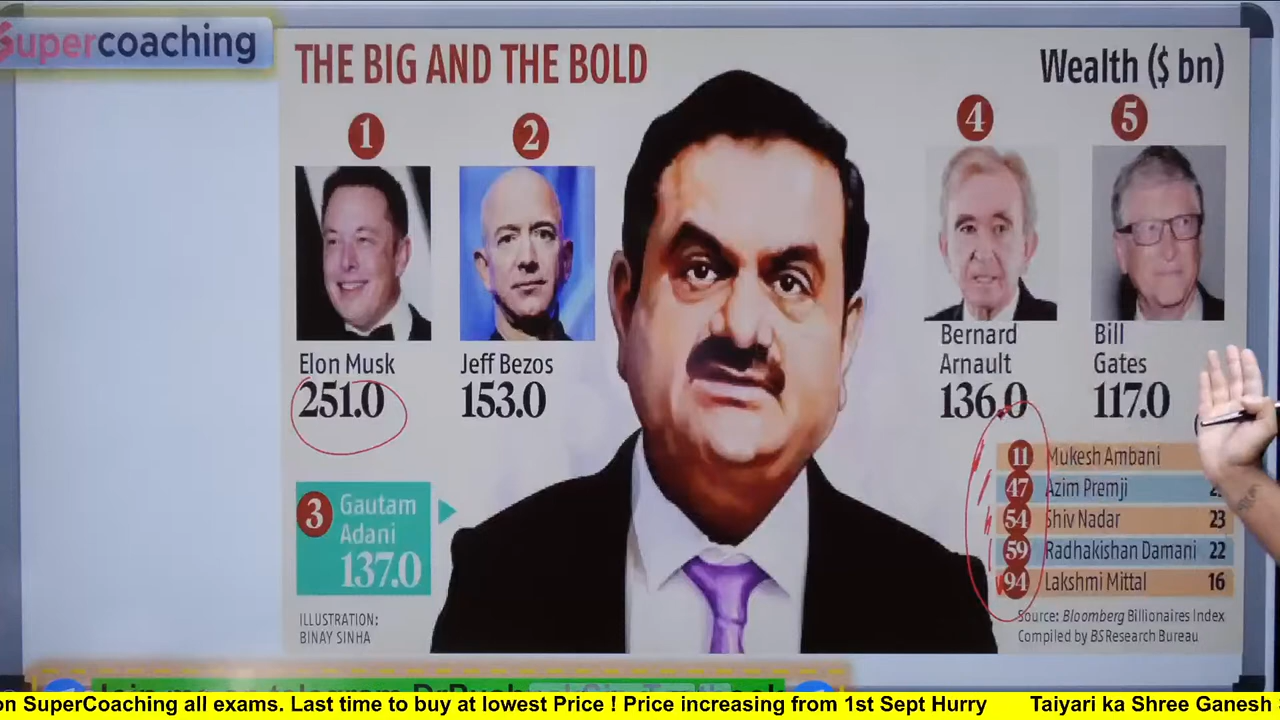 Supercoaching
THE BIG AND THE BOLD
Wealth ($ bn)
1
2
4
5
Elon Musk
251.0
Jeff Bezos
153.0
Bernard
Arnault
136.0
Bill
Gates
117.0
3
Gautam
Adani
137.0
11 Mukesh Ambani
47 Azim Premji
54 Shiv Nadar 23
59 Radhakishan Damani 22
94 Lakshmi Mittal 16
ILLUSTRATION:
BINAY SINHA
Source: Bloomberg Billionaires Index
Compiled by BS Research Bureau
on SuperCoaching all exams. Last time to buy at lowest Price ! Price increasing from 1st Sept Hurry Taiyari ka Shree Ganesh